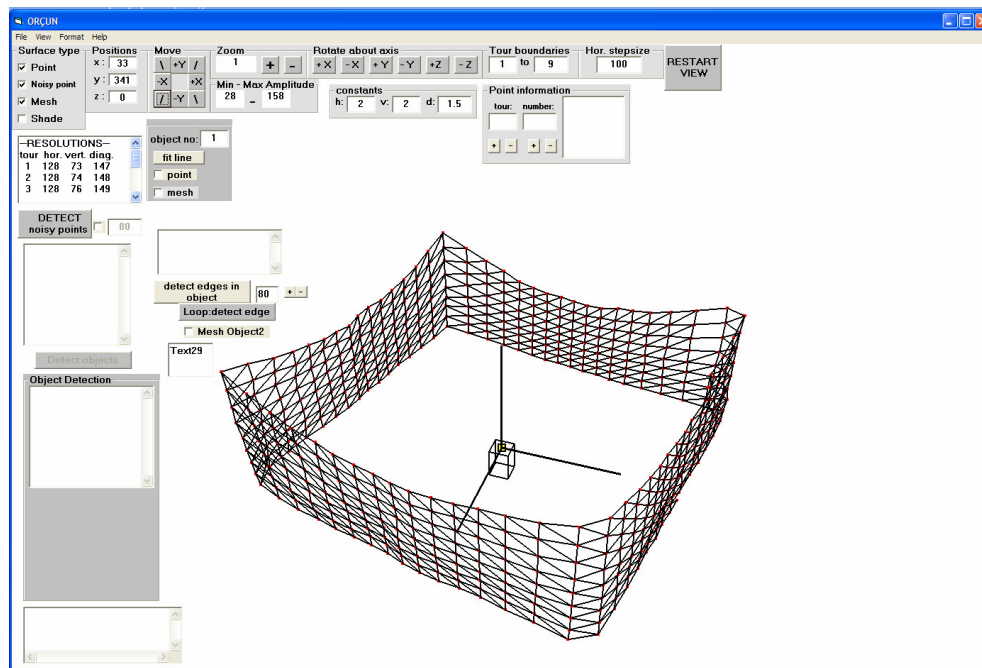 ORÇUN
File View Format Help
Surface type
Point
Noisy point
Mesh
Shade
Positions
x: 33
y: 341
z: 0
Move
\ +Y /
-X +X
/ -Y \
Zoom
1 + -
Min - Max Amplitude
28 - 158
Rotate about axis
+X -X +Y -Y +Z -Z
constants
h: 2 v: 2 d: 1.5
Tour boundaries
1 to 9
Hor. stepsize
100
RESTART
VIEW
Point information
tour: number:
+ - + -
--RESOLUTIONS--
tour hor. vert. diag.
1 128 73 147
2 128 74 148
3 128 76 149
object no: 1
fit line
point
mesh
DETECT
noisy points
80
detect edges in
object
80 + -
Loop:detect edge
Mesh Object2
Text29
Detect objects
Object Detection